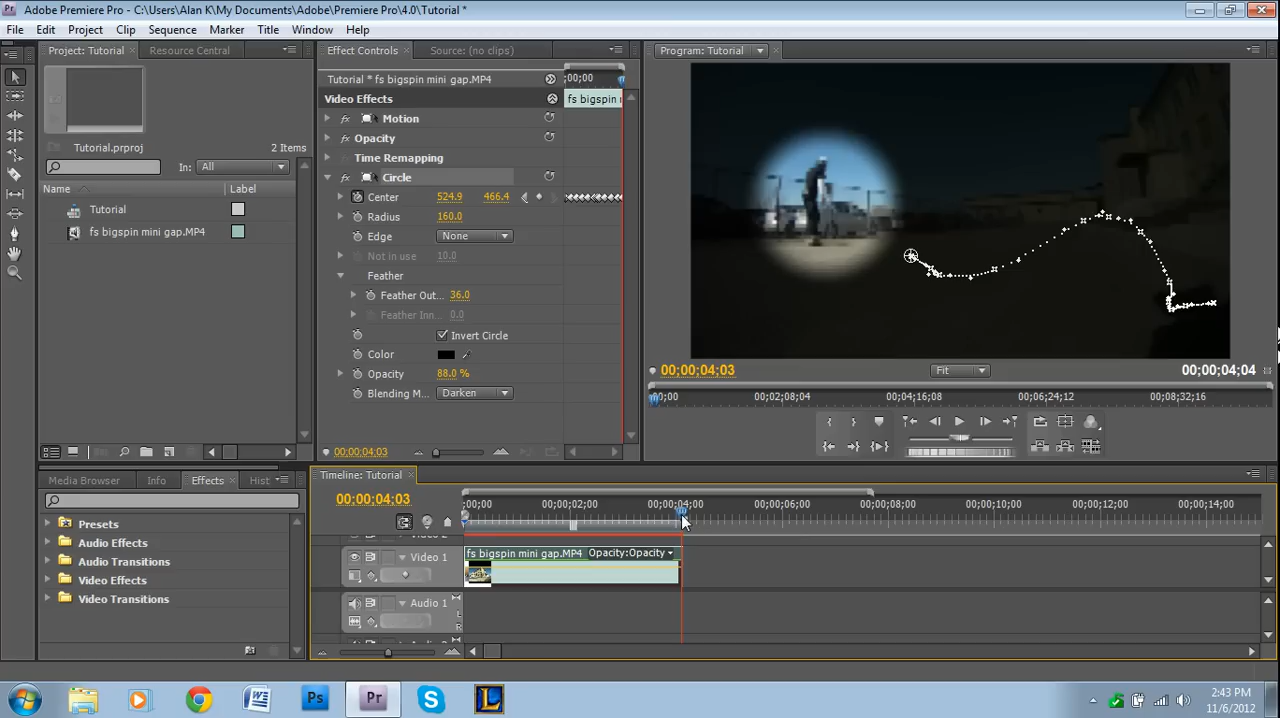 Adobe Premiere Pro - C:\Users\Alan K\My Documents\Adobe\Premiere Pro\4.0\Tutorial *
File Edit Project Clip Sequence Marker Title Window Help
Project: Tutorial Resource Central
Tutorial.prproj
2 Items
In: All
Name Label
Tutorial
fs bigspin mini gap.MP4
Effect Controls Source: (no clips)
Tutorial * fs bigspin mini gap.MP4
;00;00
Video Effects
fs bigspin
fx Motion
fx Opacity
Time Remapping
fx Circle
Center 524.9 466.4
Radius 160.0
Edge None
Not in use 10.0
Feather
Feather Out... 36.0
Feather Inn... 0.0
Invert Circle
Color
Opacity 88.0 %
Blending M... Darken
00;00;04;03
Program: Tutorial
00;00;04;03 Fit 00;00;04;04
00;00 00;02;08;04 00;04;16;08 00;06;24;12 00;08;32;16
Media Browser Info Effects Hist
Presets
Audio Effects
Audio Transitions
Video Effects
Video Transitions
Timeline: Tutorial
00;00;04;03
;00;00 00;00;02;00 00;00;04;00 00;00;06;00 00;00;08;00 00;00;10;00 00;00;12;00 00;00;14;00
Video 1
fs bigspin mini gap.MP4 Opacity:Opacity
Audio 1
L
R
W Ps Pr S L
2:43 PM
11/6/2012